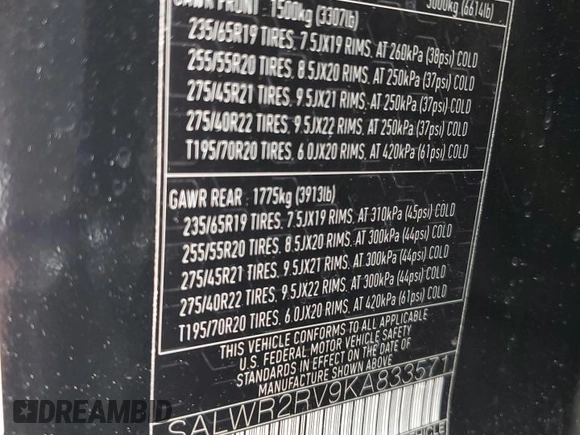 GAWR FRONT 1500kg (3307lb) 3000kg (6614lb)
235/65R19 TIRES, 7.5JX19 RIMS, AT 260kPa (38psi) COLD
255/55R20 TIRES, 8.5JX20 RIMS, AT 250kPa (37psi) COLD
275/45R21 TIRES, 9.5JX21 RIMS, AT 250kPa (37psi) COLD
275/40R22 TIRES, 9.5JX22 RIMS, AT 250kPa (37psi) COLD
T195/70R20 TIRES, 6.0JX20 RIMS, AT 420kPa (61psi) COLD
GAWR REAR : 1775kg (3913lb)
235/65R19 TIRES, 7.5JX19 RIMS, AT 310kPa (45psi) COLD
255/55R20 TIRES, 8.5JX20 RIMS, AT 300kPa (44psi) COLD
275/45R21 TIRES, 9.5JX21 RIMS, AT 300kPa (44psi) COLD
275/40R22 TIRES, 9.5JX22 RIMS, AT 300kPa (44psi) COLD
T195/70R20 TIRES, 6.0JX20 RIMS, AT 420kPa (61psi) COLD
THIS VEHICLE CONFORMS TO ALL APPLICABLE
U.S. FEDERAL MOTOR VEHICLE SAFETY
STANDARDS IN EFFECT ON THE DATE OF
SALWR2RV9KA833571
VEHICLE
DREAMBID